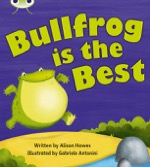 Bullfrog
is the
Best
Written by Alison Hawes
Illustrated by Gabriele Antonini